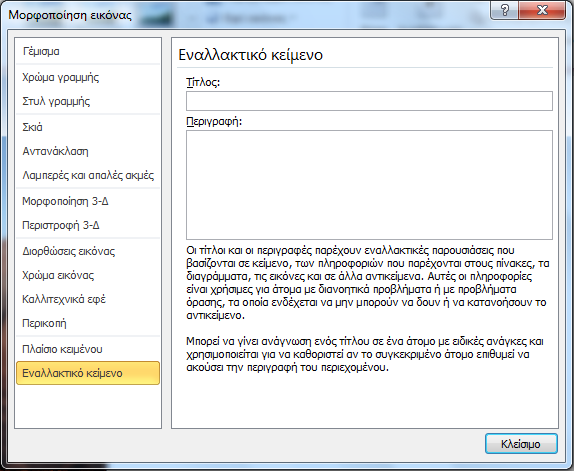 Μορφοποίηση εικόνας
Γέμισμα
Χρώμα γραμμής
Στυλ γραμμής
Σκιά
Αντανάκλαση
Λαμπερές και απαλές ακμές
Μορφοποίηση 3-Δ
Περιστροφή 3-Δ
Διορθώσεις εικόνας
Χρώμα εικόνας
Καλλιτεχνικά εφέ
Περικοπή
Πλαίσιο κειμένου
Εναλλακτικό κείμενο
Εναλλακτικό κείμενο
Τίτλος:
Περιγραφή:
Οι τίτλοι και οι περιγραφές παρέχουν εναλλακτικές παρουσιάσεις που
βασίζονται σε κείμενο, των πληροφοριών που παρέχονται στους πίνακες, τα
διαγράμματα, τις εικόνες και σε άλλα αντικείμενα. Αυτές οι πληροφορίες
είναι χρήσιμες για άτομα με διανοητικά προβλήματα ή με προβλήματα
όρασης, τα οποία ενδέχεται να μην μπορούν να δουν ή να κατανοήσουν το
αντικείμενο.
Μπορεί να γίνει ανάγνωση ενός τίτλου σε ένα άτομο με ειδικές ανάγκες και
χρησιμοποιείται για να καθοριστεί αν το συγκεκριμένο άτομο επιθυμεί να
ακούσει την περιγραφή του περιεχομένου.
Κλείσιμο